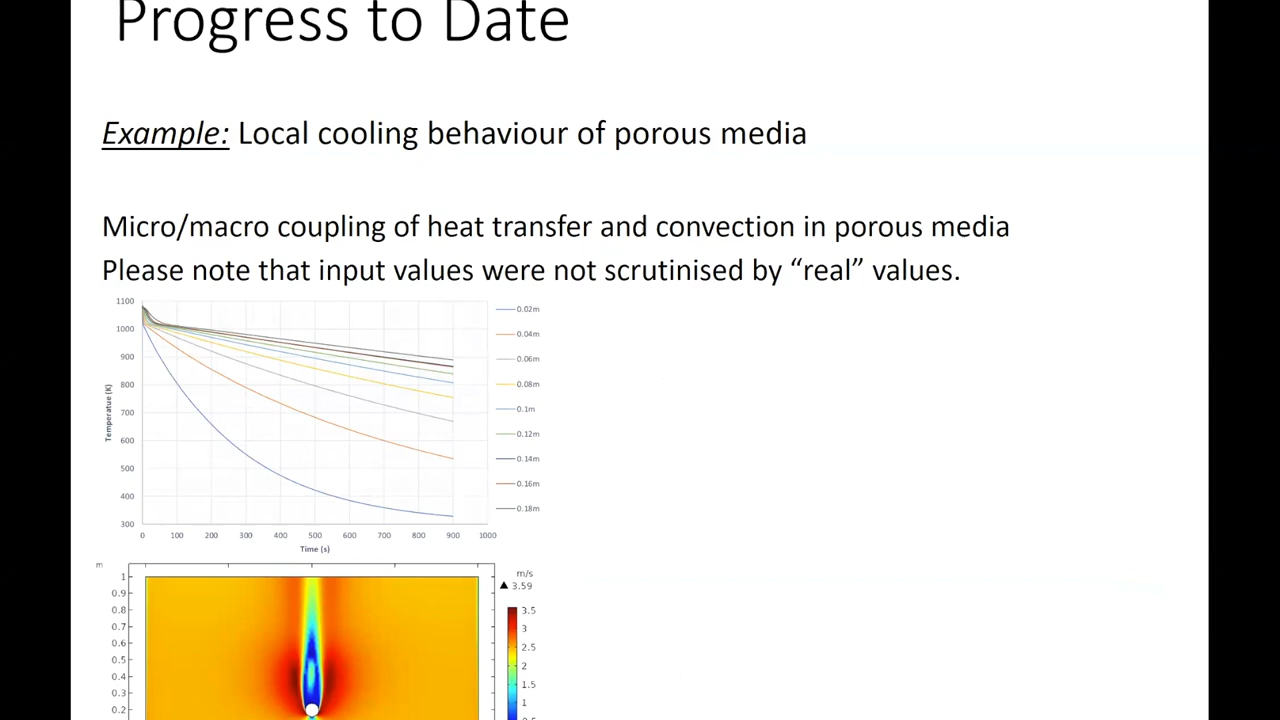 Progress to Date
Example: Local cooling behaviour of porous media
Micro/macro coupling of heat transfer and convection in porous media
Please note that input values were not scrutinised by “real” values.
1100
1000
900
800
700
600
500
400
300
Temperatue (K)
0 100 200 300 400 500 600 700 800 900 1000
Time (s)
0.02m
0.04m
0.06m
0.08m
0.1m
0.12m
0.14m
0.16m
0.18m
m
1
0.9
0.8
0.7
0.6
0.5
0.4
0.3
0.2
m/s
▲ 3.59
3.5
3
2.5
2
1.5
1